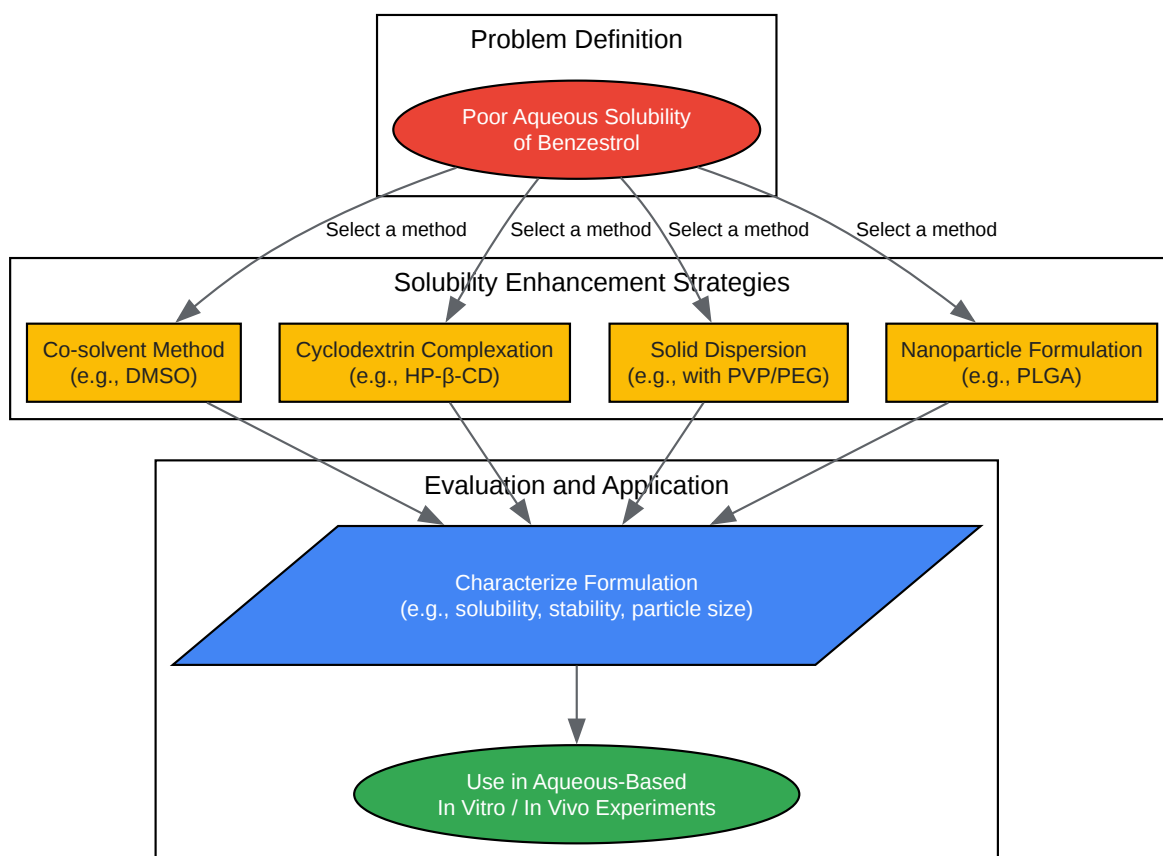 Problem Definition
Poor Aqueous Solubility
of Benzestrol
Select a method
Select a method
Select a method
Select a method
Solubility Enhancement Strategies
Co-solvent Method
(e.g., DMSO)
Cyclodextrin Complexation
(e.g., HP-β-CD)
Solid Dispersion
(e.g., with PVP/PEG)
Nanoparticle Formulation
(e.g., PLGA)
Evaluation and Application
Characterize Formulation
(e.g., solubility, stability, particle size)
Use in Aqueous-Based
In Vitro / In Vivo Experiments